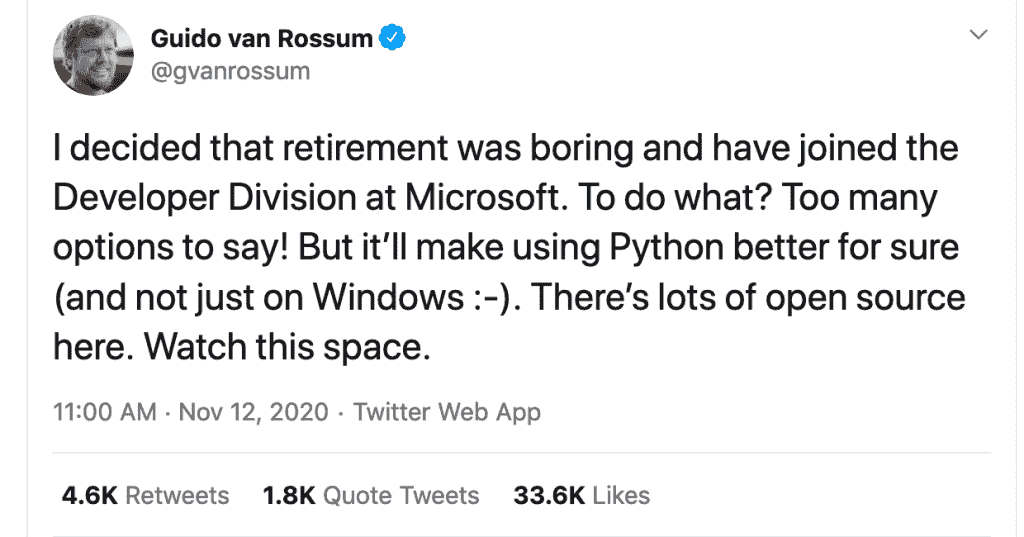 Guido van Rossum
@gvanrossum
I decided that retirement was boring and have joined the
Developer Division at Microsoft. To do what? Too many
options to say! But it’ll make using Python better for sure
(and not just on Windows :-). There’s lots of open source
here. Watch this space.
11:00 AM · Nov 12, 2020 · Twitter Web App
4.6K Retweets 1.8K Quote Tweets 33.6K Likes